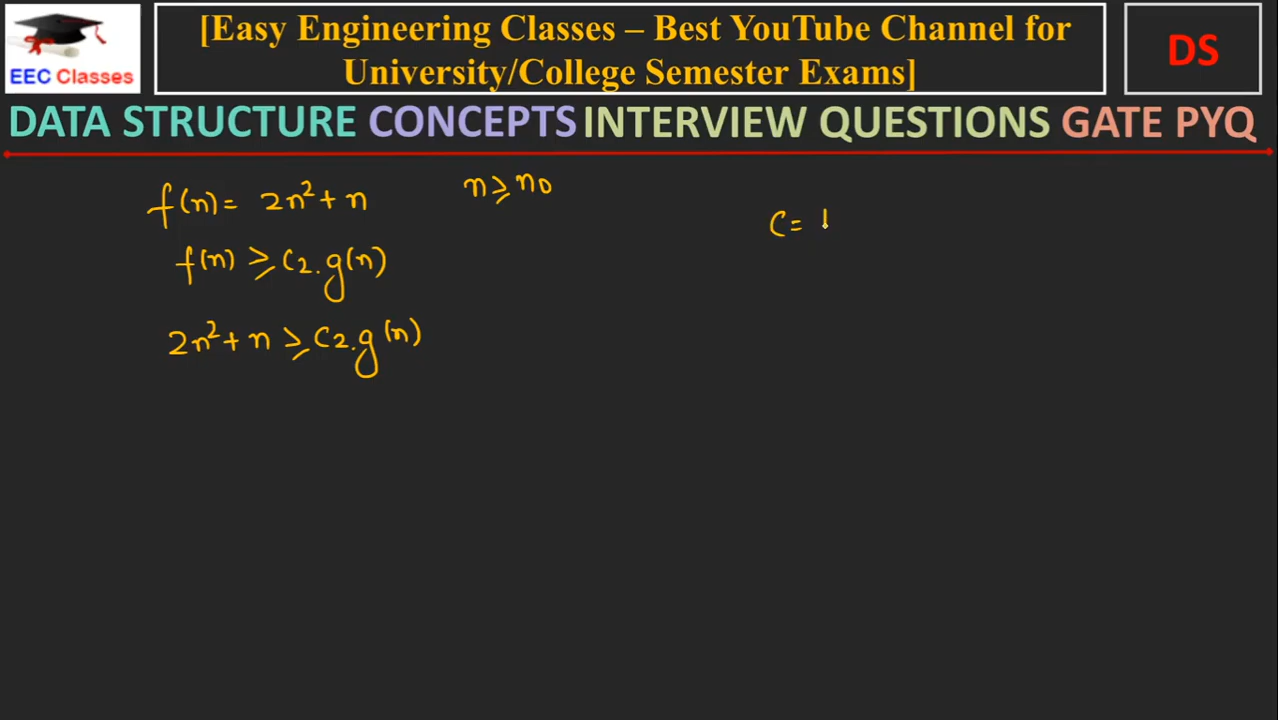 EEC Classes
[Easy Engineering Classes – Best YouTube Channel for
University/College Semester Exams]
DS
DATA STRUCTURE CONCEPTS INTERVIEW QUESTIONS GATE PYQ
f(n) = 2n²+n
n≥n0
C= 1
f(n) ≥ C2.g(n)
2n²+n ≥ C2.g(n)